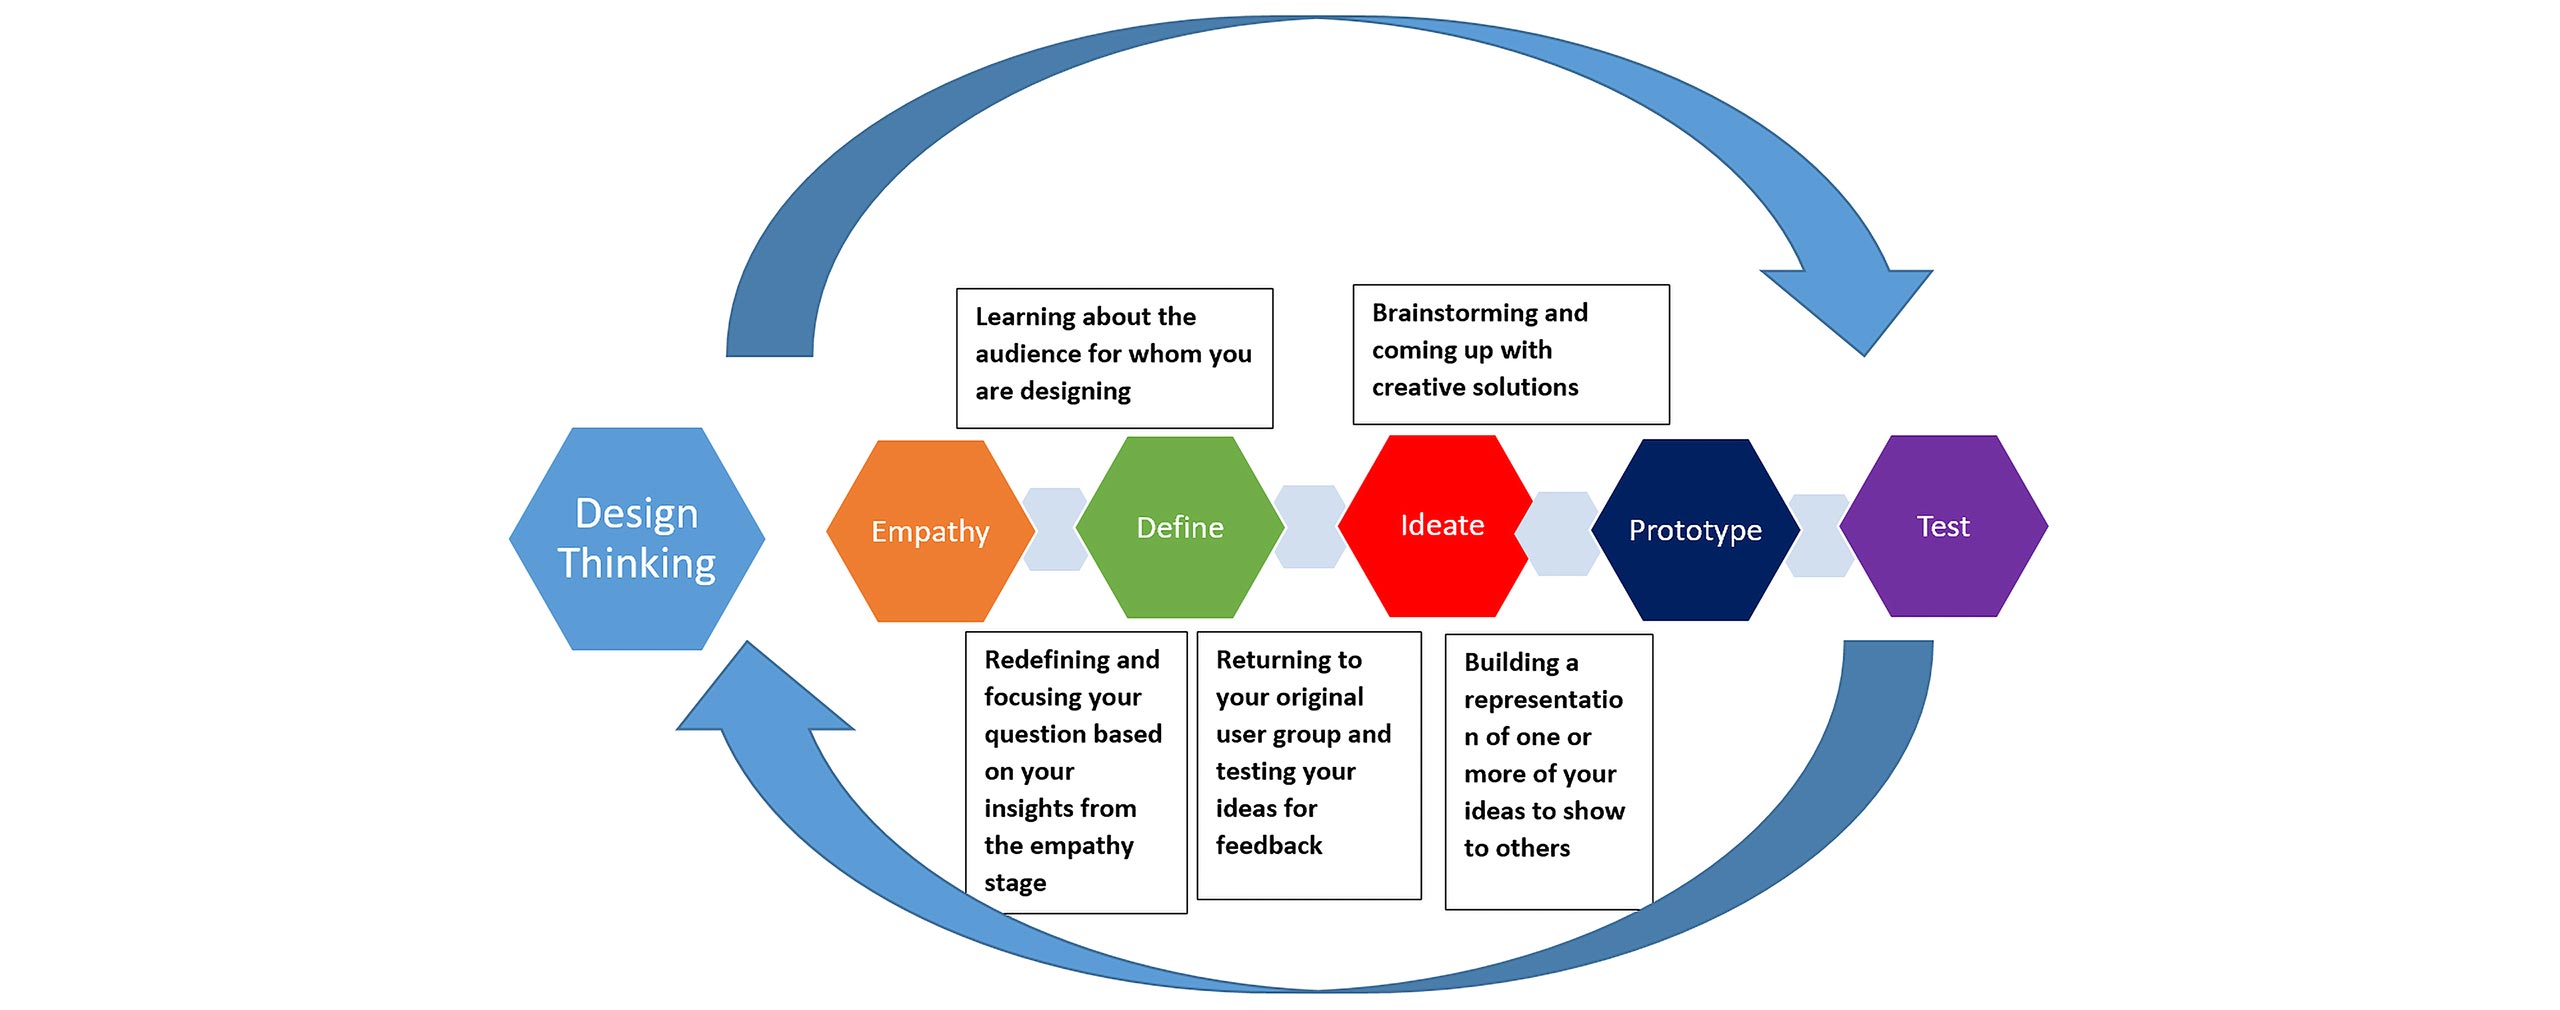 Learning about the
audience for whom you
are designing
Brainstorming and
coming up with
creative solutions
Design
Thinking
Empathy
Define
Ideate
Prototype
Test
Redefining and
focusing your
question based
on your
insights from
the empathy
stage
Returning to
your original
user group and
testing your
ideas for
feedback
Building a
representatio
n of one or
more of your
ideas to show
to others